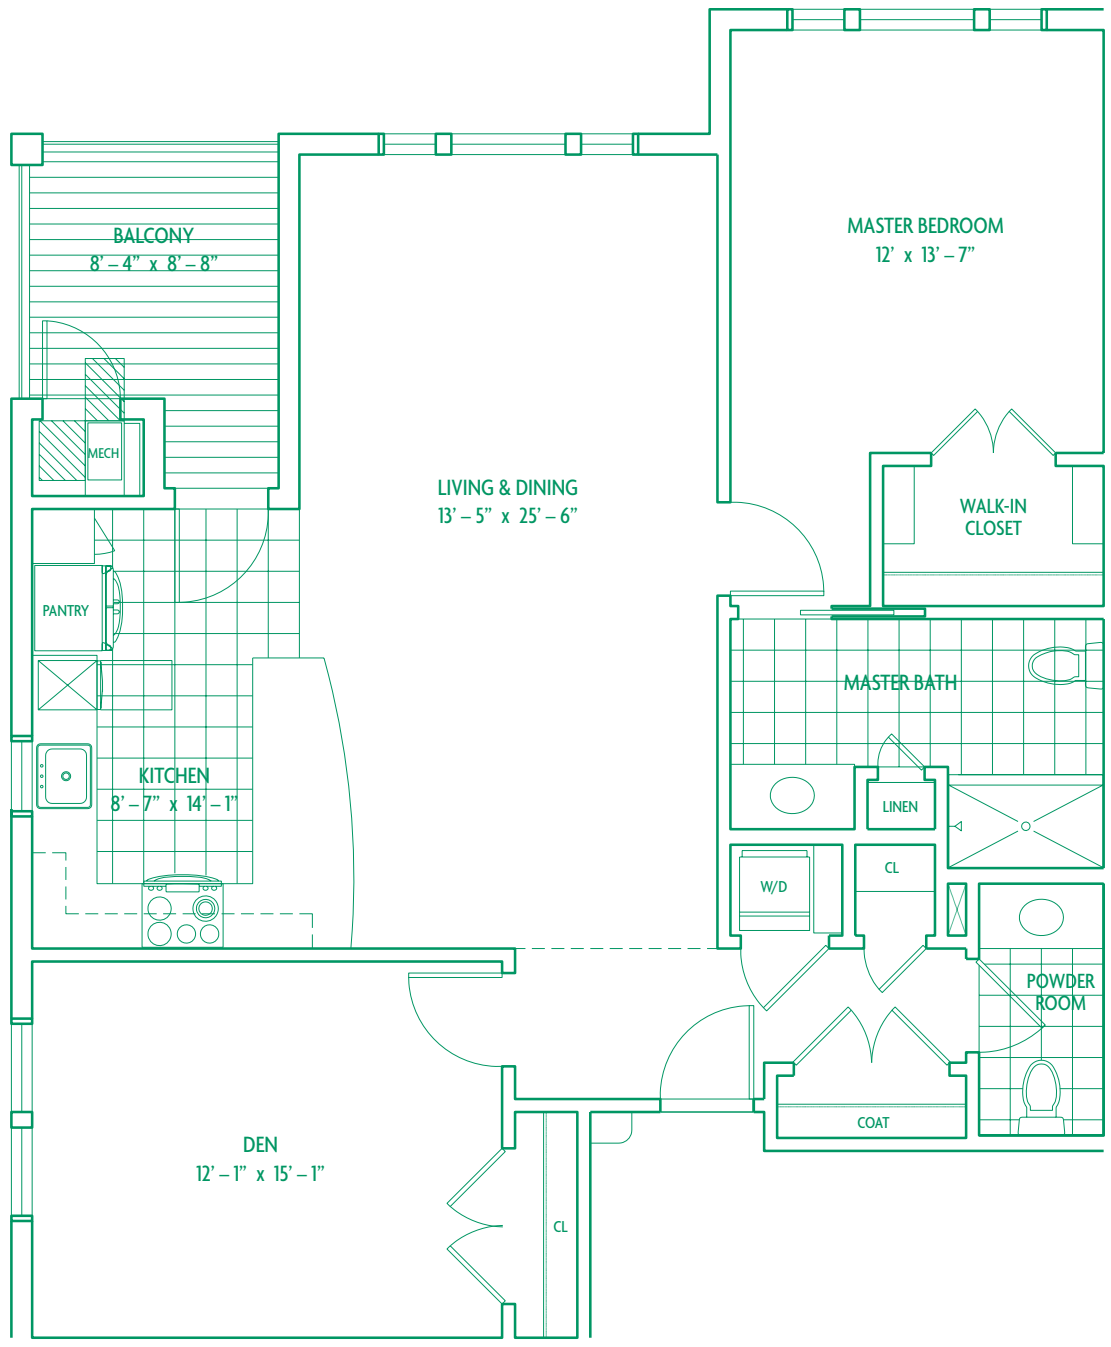 MASTER BEDROOM
12’ x 13’ – 7”
BALCONY
8’ – 4” x 8’ – 8”
MECH
LIVING & DINING
13’ – 5” x 25’ – 6”
WALK-IN
CLOSET
PANTRY
MASTER BATH
KITCHEN
8’ – 7” x 14’ – 1”
LINEN
CL
W/D
POWDER
ROOM
COAT
DEN
12’ – 1” x 15’ – 1”
CL